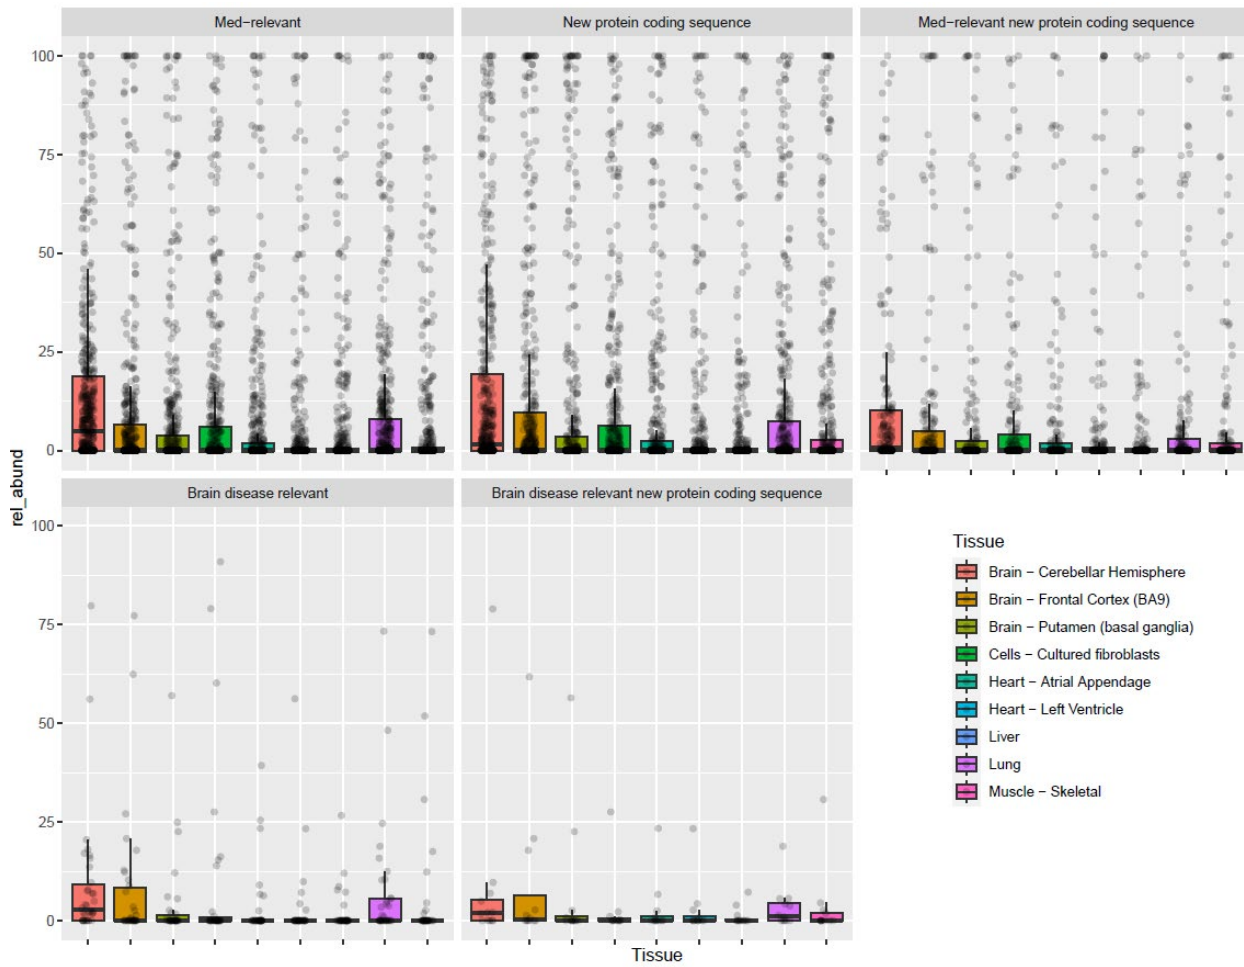 Med−relevant
New protein coding sequence
Med−relevant new protein coding sequence
100
75
50
25
0
rel_abund
Brain disease relevant
Brain disease relevant new protein coding sequence
100
75
50
25
0
Tissue
Tissue
Brain − Cerebellar Hemisphere
Brain − Frontal Cortex (BA9)
Brain − Putamen (basal ganglia)
Cells − Cultured fibroblasts
Heart − Atrial Appendage
Heart − Left Ventricle
Liver
Lung
Muscle − Skeletal